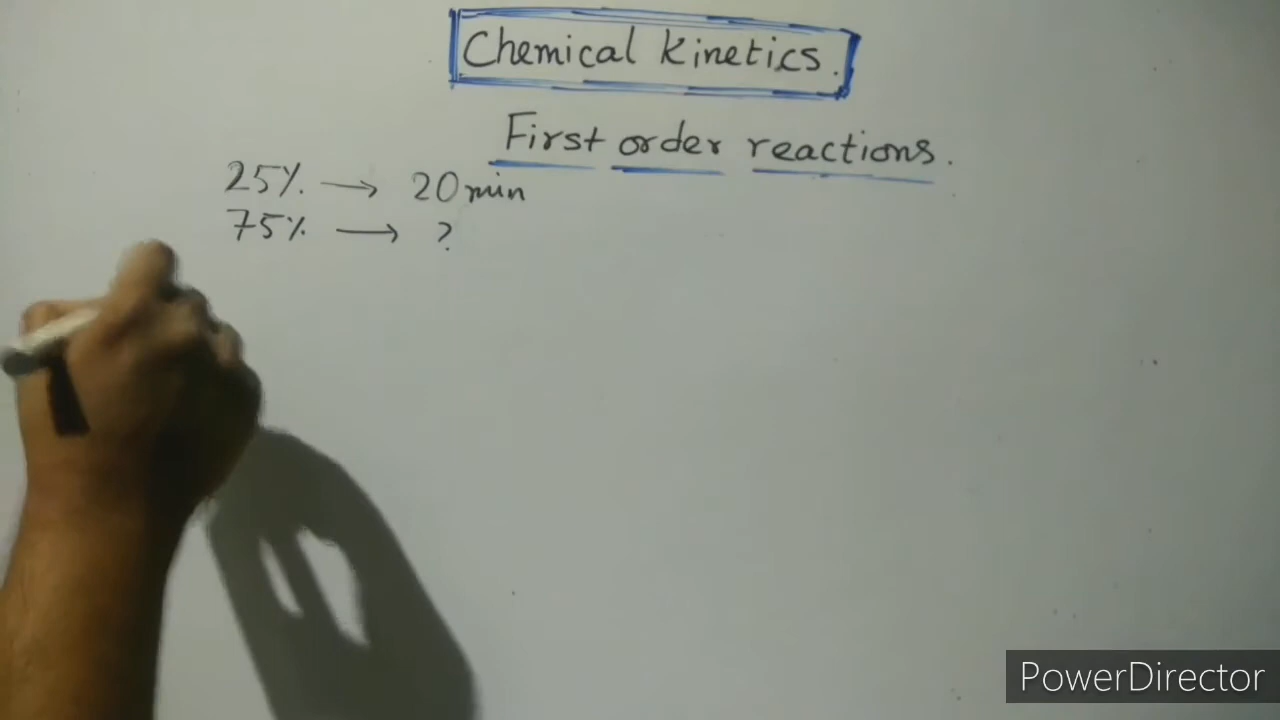 Chemical Kinetics.
First order reactions.
25% → 20 min
75% → ?
PowerDirector